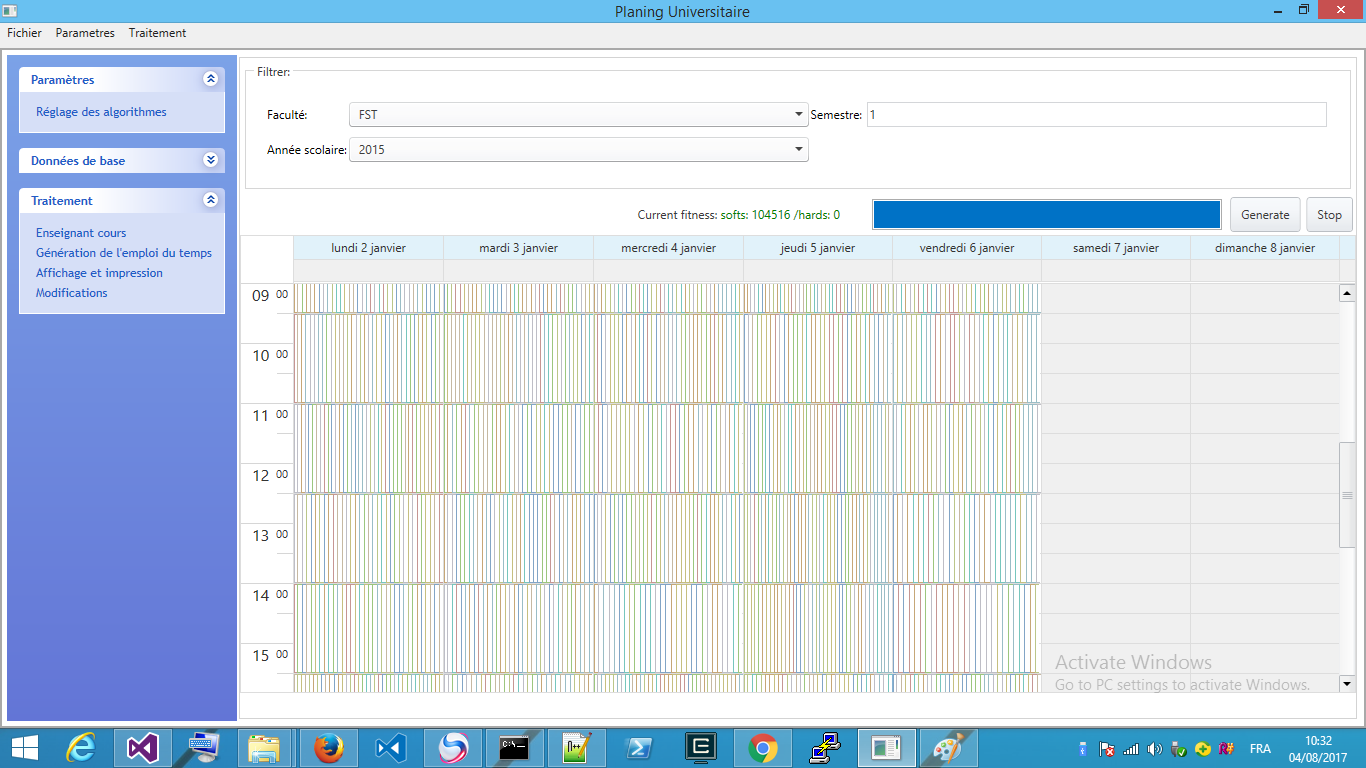 Planing Universitaire
Fichier Parametres Traitement
Paramètres
Réglage des algorithmes
Données de base
Traitement
Enseignant cours
Génération de l'emploi du temps
Affichage et impression
Modifications
Filtrer:
Faculté: FST Semestre: 1
Année scolaire: 2015
Current fitness: softs: 104516 /hards: 0 Generate Stop
lundi 2 janvier mardi 3 janvier mercredi 4 janvier jeudi 5 janvier vendredi 6 janvier samedi 7 janvier dimanche 8 janvier
09 00
10 00
11 00
12 00
13 00
14 00
15 00
Activate Windows
Go to PC settings to activate Windows.
FRA
10:32
04/08/2017